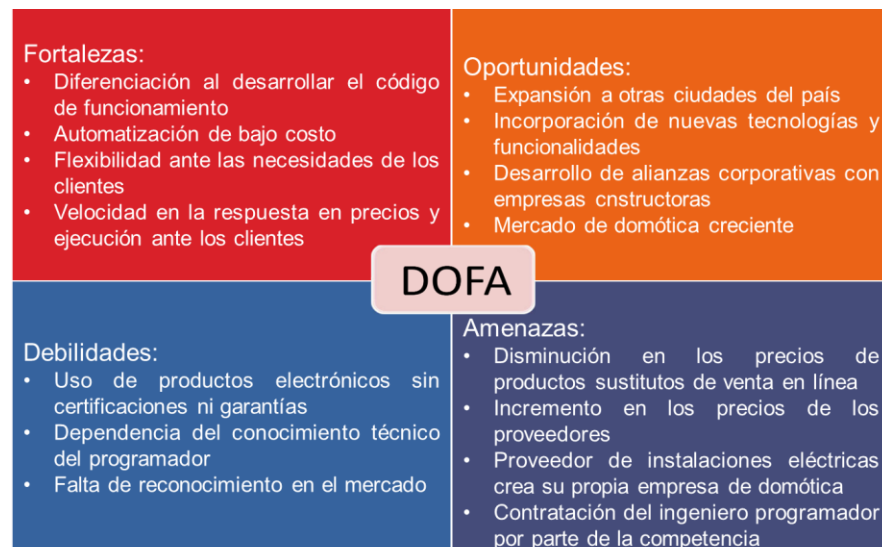 Fortalezas:
• Diferenciación al desarrollar el código
de funcionamiento
• Automatización de bajo costo
• Flexibilidad ante las necesidades de los
clientes
• Velocidad en la respuesta en precios y
ejecución ante los clientes
Oportunidades:
• Expansión a otras ciudades del país
• Incorporación de nuevas tecnologías y
funcionalidades
• Desarrollo de alianzas corporativas con
empresas cnstructoras
• Mercado de domótica creciente
DOFA
Debilidades:
• Uso de productos electrónicos sin
certificaciones ni garantías
• Dependencia del conocimiento técnico
del programador
• Falta de reconocimiento en el mercado
Amenazas:
• Disminución en los precios de
productos sustitutos de venta en línea
• Incremento en los precios de los
proveedores
• Proveedor de instalaciones eléctricas
crea su propia empresa de domótica
• Contratación del ingeniero programador
por parte de la competencia